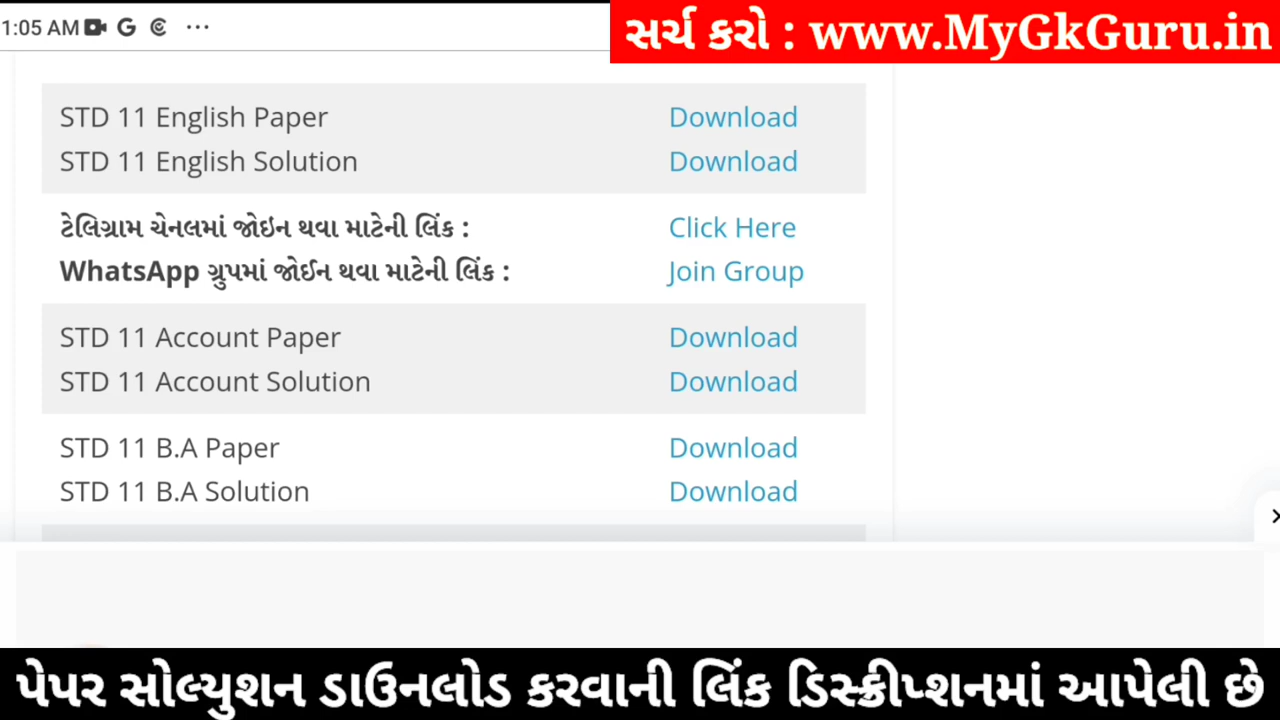 1:05 AM
સર્ચ કરો : www.MyGkGuru.in
STD 11 English Paper Download
STD 11 English Solution Download
ટેલિગ્રામ ચેનલમાં જોઇન થવા માટેની લિંક : Click Here
WhatsApp ગ્રુપમાં જોઈન થવા માટેની લિંક : Join Group
STD 11 Account Paper Download
STD 11 Account Solution Download
STD 11 B.A Paper Download
STD 11 B.A Solution Download
પેપર સોલ્યુશન ડાઉનલોડ કરવાની લિંક ડિસ્ક્રીપ્શનમાં આપેલી છે